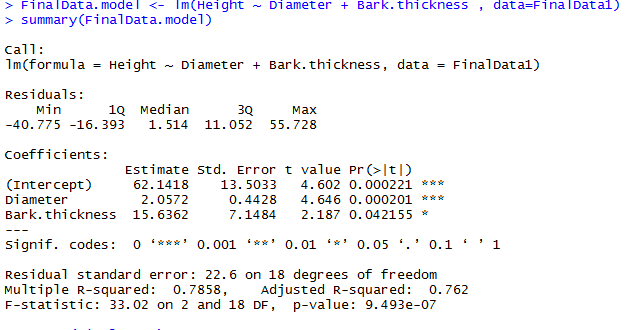 > FinalData.model <- lm(Height ~ Diameter + Bark.thickness , data=FinalData1)
> summary(FinalData.model)
Call:
lm(formula = Height ~ Diameter + Bark.thickness, data = FinalData1)
Residuals:
    Min      1Q  Median      3Q     Max
-40.775 -16.393   1.514  11.052  55.728
Coefficients:
               Estimate Std. Error t value Pr(>|t|)
(Intercept)     62.1418    13.5033   4.602 0.000221 ***
Diameter         2.0572     0.4428   4.646 0.000201 ***
Bark.thickness  15.6362     7.1484   2.187 0.042155 *
---
Signif. codes:  0 ‘***’ 0.001 ‘**’ 0.01 ‘*’ 0.05 ‘.’ 0.1 ‘ ’ 1
Residual standard error: 22.6 on 18 degrees of freedom
Multiple R-squared:  0.7858,    Adjusted R-squared:  0.762
F-statistic: 33.02 on 2 and 18 DF,  p-value: 9.493e-07